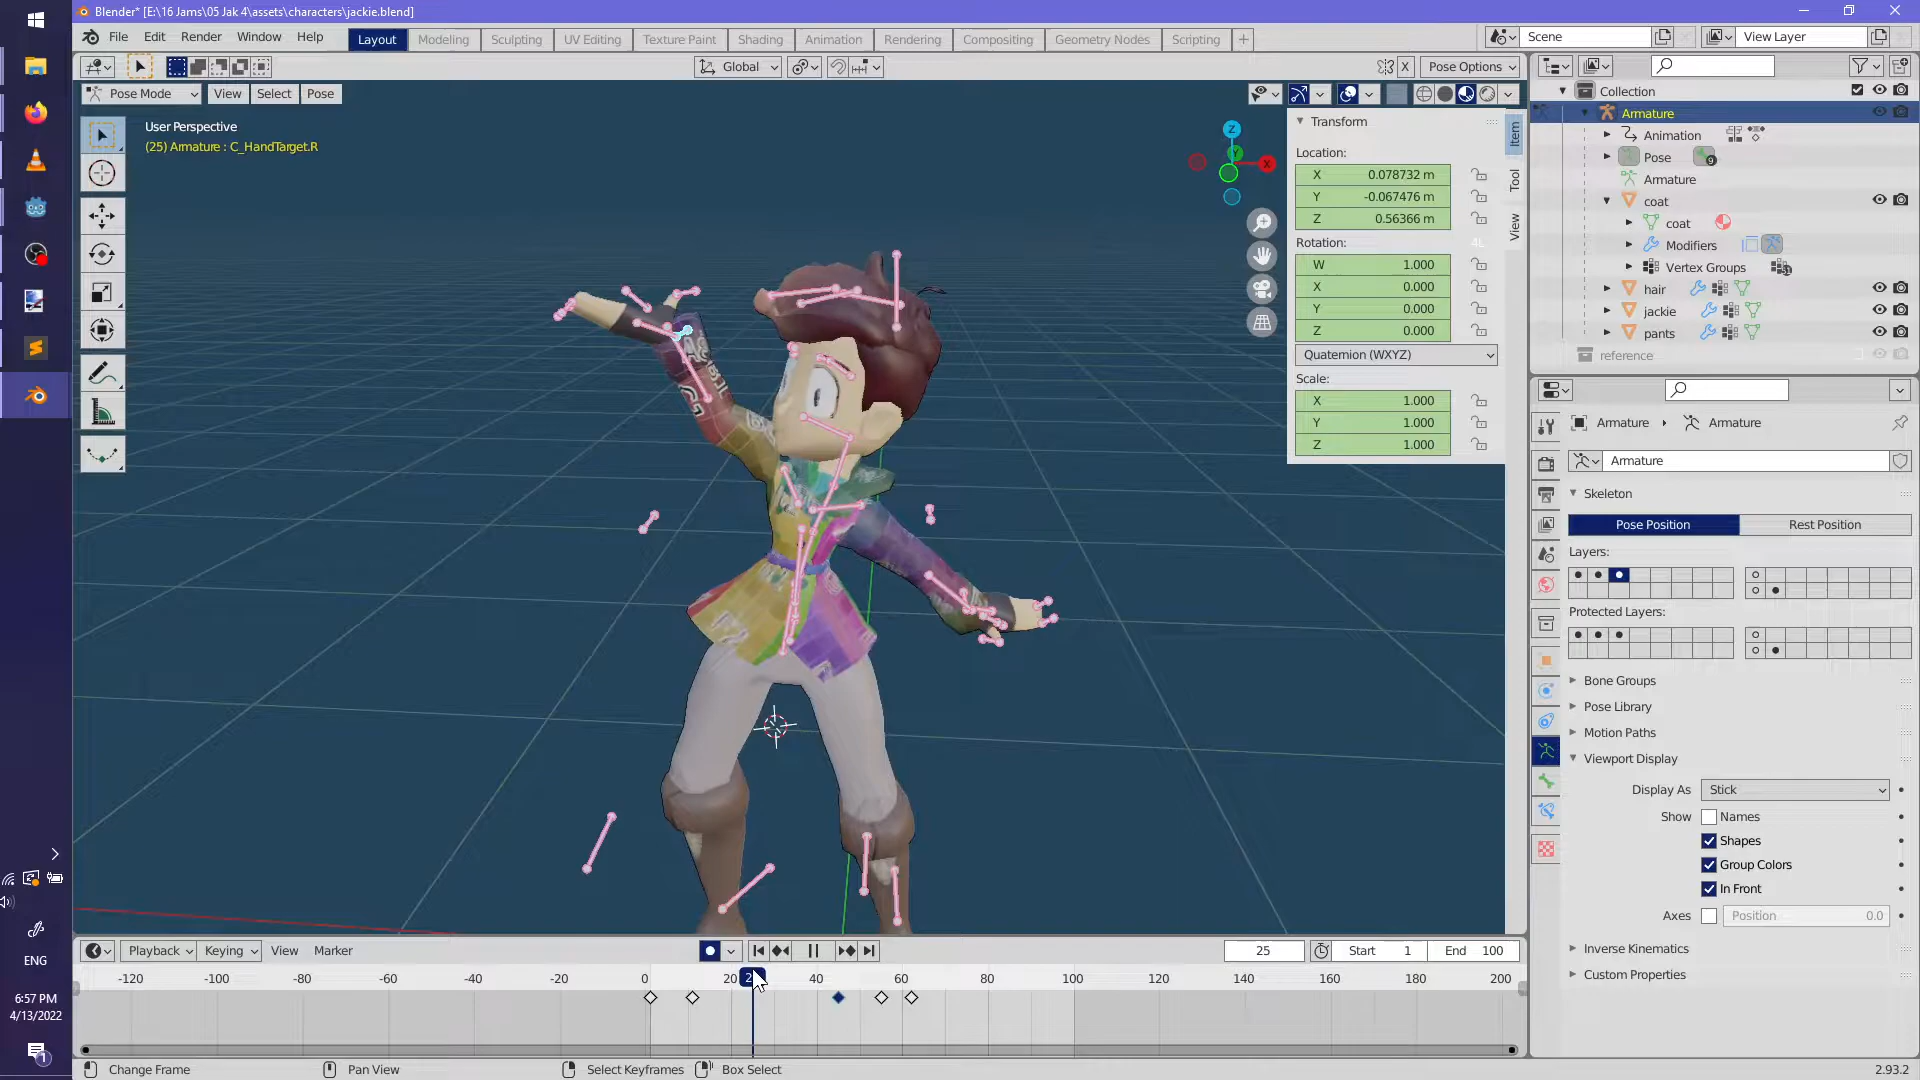 Blender* [E:\16 Jams\05 Jak 4\assets\characters\jackie.blend]
File Edit Render Window Help Layout Modeling Sculpting UV Editing Texture Paint Shading Animation Rendering Compositing Geometry Nodes Scripting Scene View Layer
Global Pose Options
Pose Mode View Select Pose
User Perspective
(25) Armature : C_HandTarget.R
Z
Y
X
Transform
Location:
X 0.078732 m
Y -0.067476 m
Z 0.56366 m
Rotation: 4L
W 1.000
X 0.000
Y 0.000
Z 0.000
Quaternion (WXYZ)
Scale:
X 1.000
Y 1.000
Z 1.000
Item
Tool
View
Collection
Armature
Animation
Pose 9
Armature
coat
coat
Modifiers
Vertex Groups
hair
jackie
pants
reference
Armature Armature
Armature
Skeleton
Pose Position Rest Position
Layers:
Protected Layers:
Bone Groups
Pose Library
Motion Paths
Viewport Display
Display As Stick
Show Names
Shapes
Group Colors
In Front
Axes Position 0.0
Inverse Kinematics
Custom Properties
Playback Keying View Marker 25 Start 1 End 100
-120 -100 -80 -60 -40 -20 0 20 40 60 80 100 120 140 160 180 200
Change Frame Pan View Select Keyframes Box Select 2.93.2
ENG
6:57 PM
4/13/2022
1